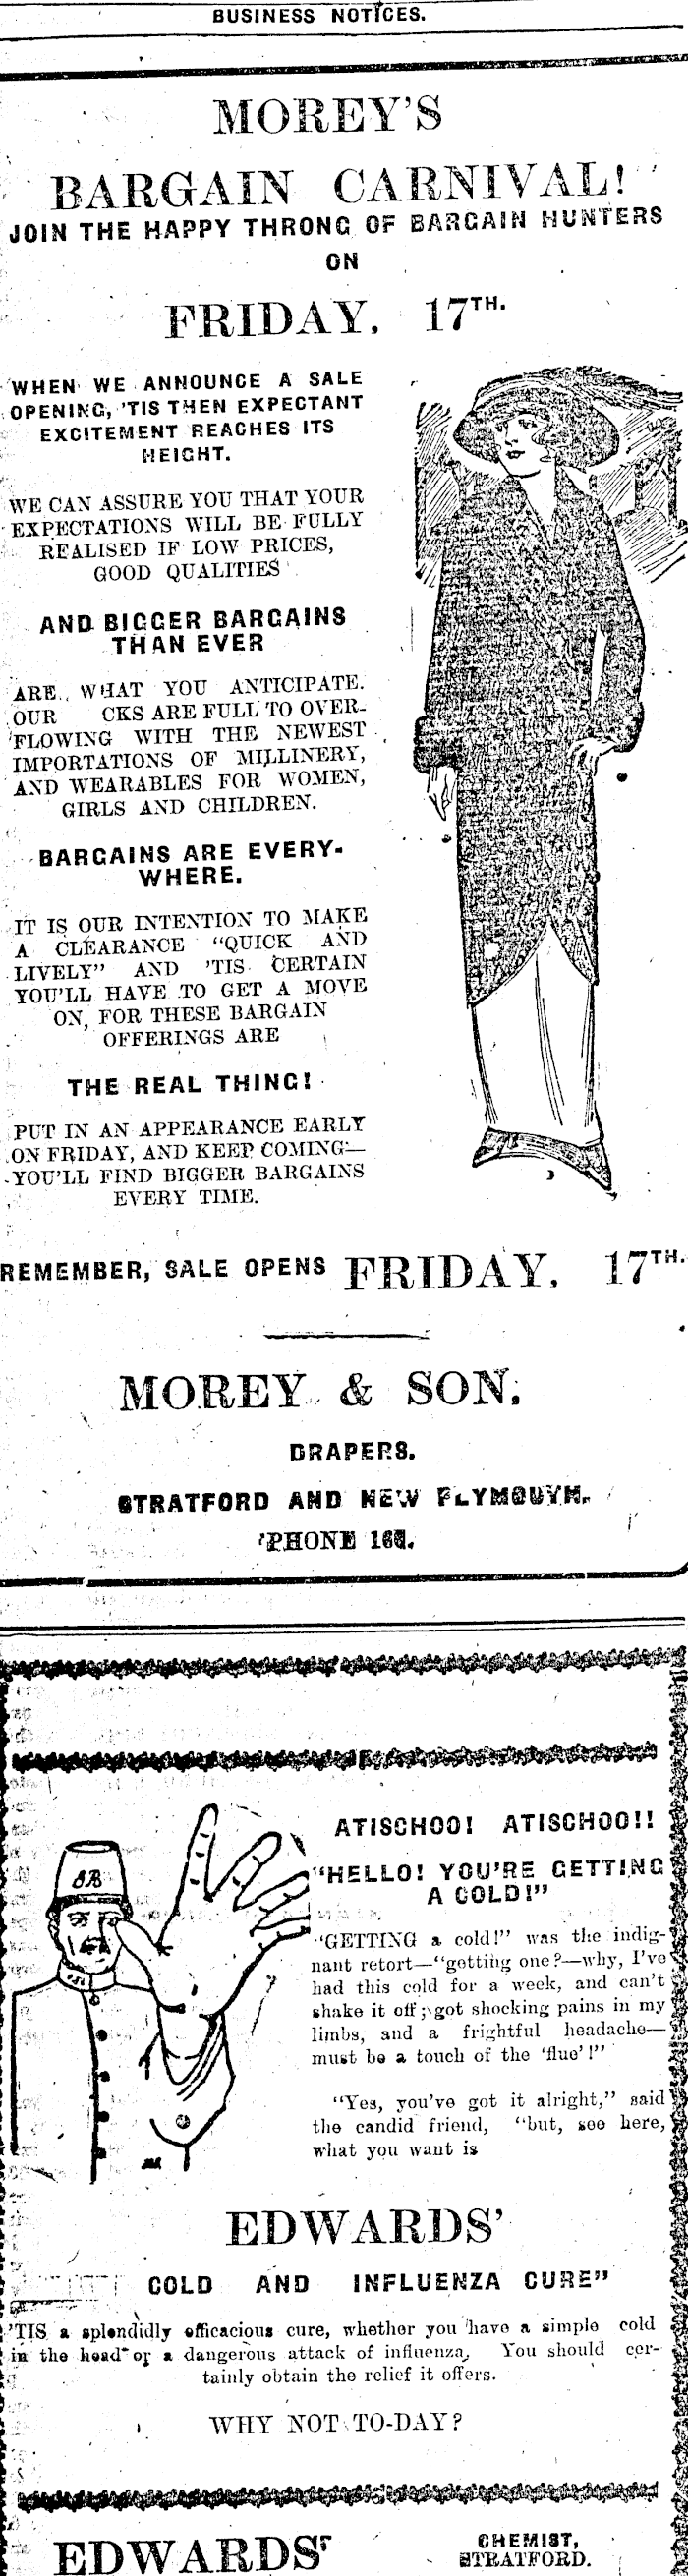 BUSINESS NOTICES.
MOREY'S
BARGAIN CARNIVAL!
JOIN THE HAPPY THRONG OF BARGAIN HUNTERS
ON
FRIDAY, 17TH.
WHEN WE ANNOUNCE A SALE
OPENING, 'TIS THEN EXPECTANT
EXCITEMENT REACHES ITS
HEIGHT.
WE CAN ASSURE YOU THAT YOUR
EXPECTATIONS WILL BE FULLY
REALISED IF LOW PRICES,
GOOD QUALITIES
AND BIGGER BARGAINS
THAN EVER
ARE WHAT YOU ANTICIPATE.
OUR CKS ARE FULL TO OVER-
FLOWING WITH THE NEWEST
IMPORTATIONS OF MILLINERY,
AND WEARABLES FOR WOMEN,
GIRLS AND CHILDREN.
BARGAINS ARE EVERY-
WHERE.
IT IS OUR INTENTION TO MAKE
A CLEARANCE "QUICK AND
LIVELY" AND 'TIS CERTAIN
YOU'LL HAVE TO GET A MOVE
ON, FOR THESE BARGAIN
OFFERINGS ARE
THE REAL THING!
PUT IN AN APPEARANCE EARLY
ON FRIDAY, AND KEEP COMING—
YOU'LL FIND BIGGER BARGAINS
EVERY TIME.
REMEMBER, SALE OPENS FRIDAY, 17TH.
MOREY & SON,
DRAPERS.
STRATFORD AND NEW PLYMOUTH.
'PHONE
ATISCHOO! ATISCHOO!!
"HELLO! YOU'RE GETTING
A COLD!"
"GETTING a cold!" was the indig-
nant retort—"getting one?—why, I've
had this cold for a week, and can't
shake it off; got shocking pains in my
limbs, and a frightful headache—
must be a touch of the 'flue'!"
"Yes, you've got it alright," said
the candid friend, "but, see here,
what you want is
EDWARDS'
COLD AND INFLUENZA CURE"
'TIS a splendidly efficacious cure, whether you have a simple cold
in the head or a dangerous attack of influenza. You should cer-
tainly obtain the relief it offers.
WHY NOT TO-DAY?
EDWARDS' CHEMIST,
STRATFORD.